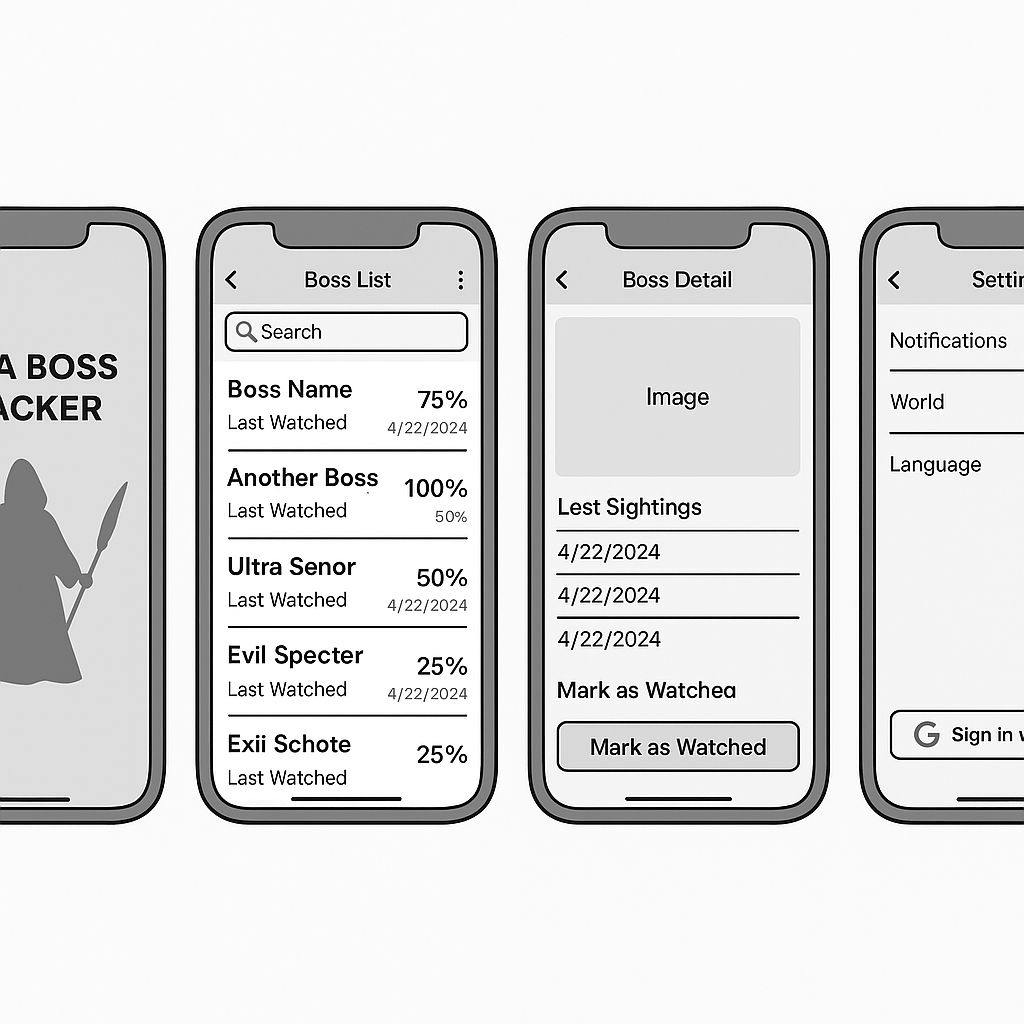 A BOSS
ACKER
Boss List
Search
Boss Name
75%
Last Watched
4/22/2024
Another Boss
100%
Last Watched
50%
Ultra Senor
50%
Last Watched
4/22/2024
Evil Specter
25%
Last Watched
4/22/2024
Exii Schote
25%
Last Watched
Boss Detail
Image
Lest Sightings
4/22/2024
4/22/2024
4/22/2024
Mark as Watched
Mark as Watched
Settin
Notifications
World
Language
G Sign in w